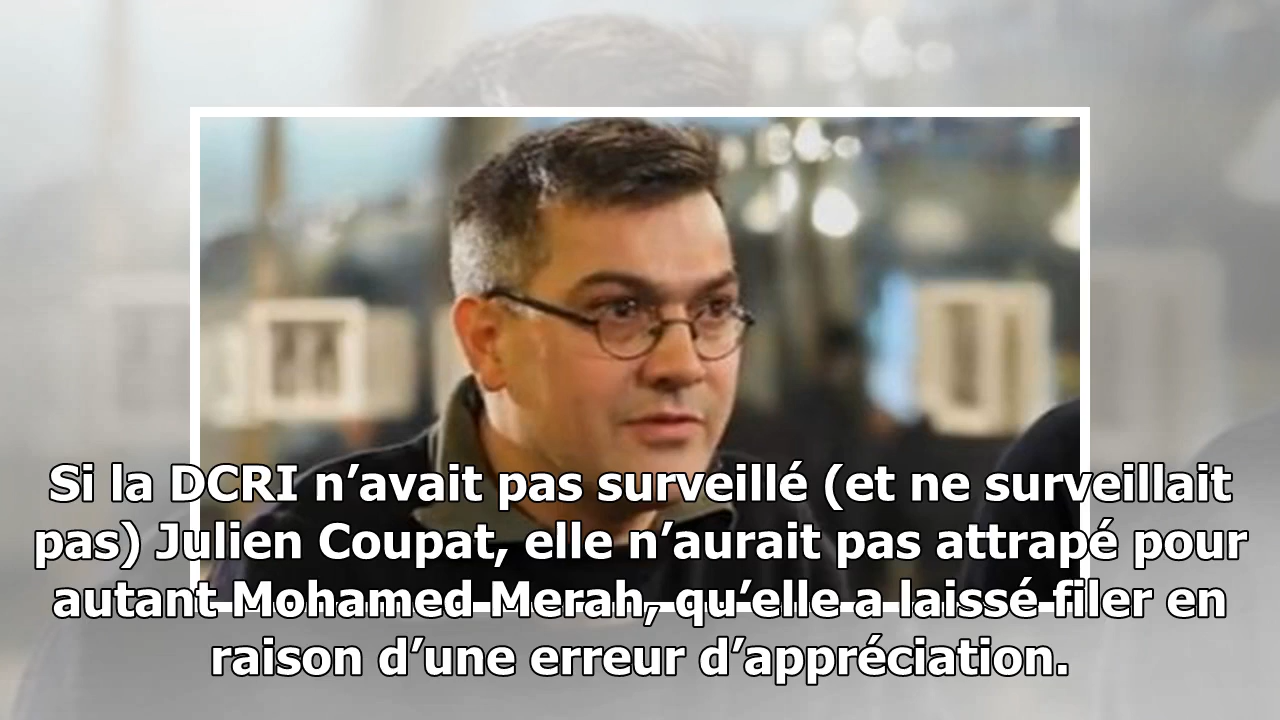 Si la DCRI n’avait pas surveillé (et ne surveillait
pas) Julien Coupat, elle n’aurait pas attrapé pour
autant Mohamed Merah, qu’elle a laissé filer en
raison d’une erreur d’appréciation.